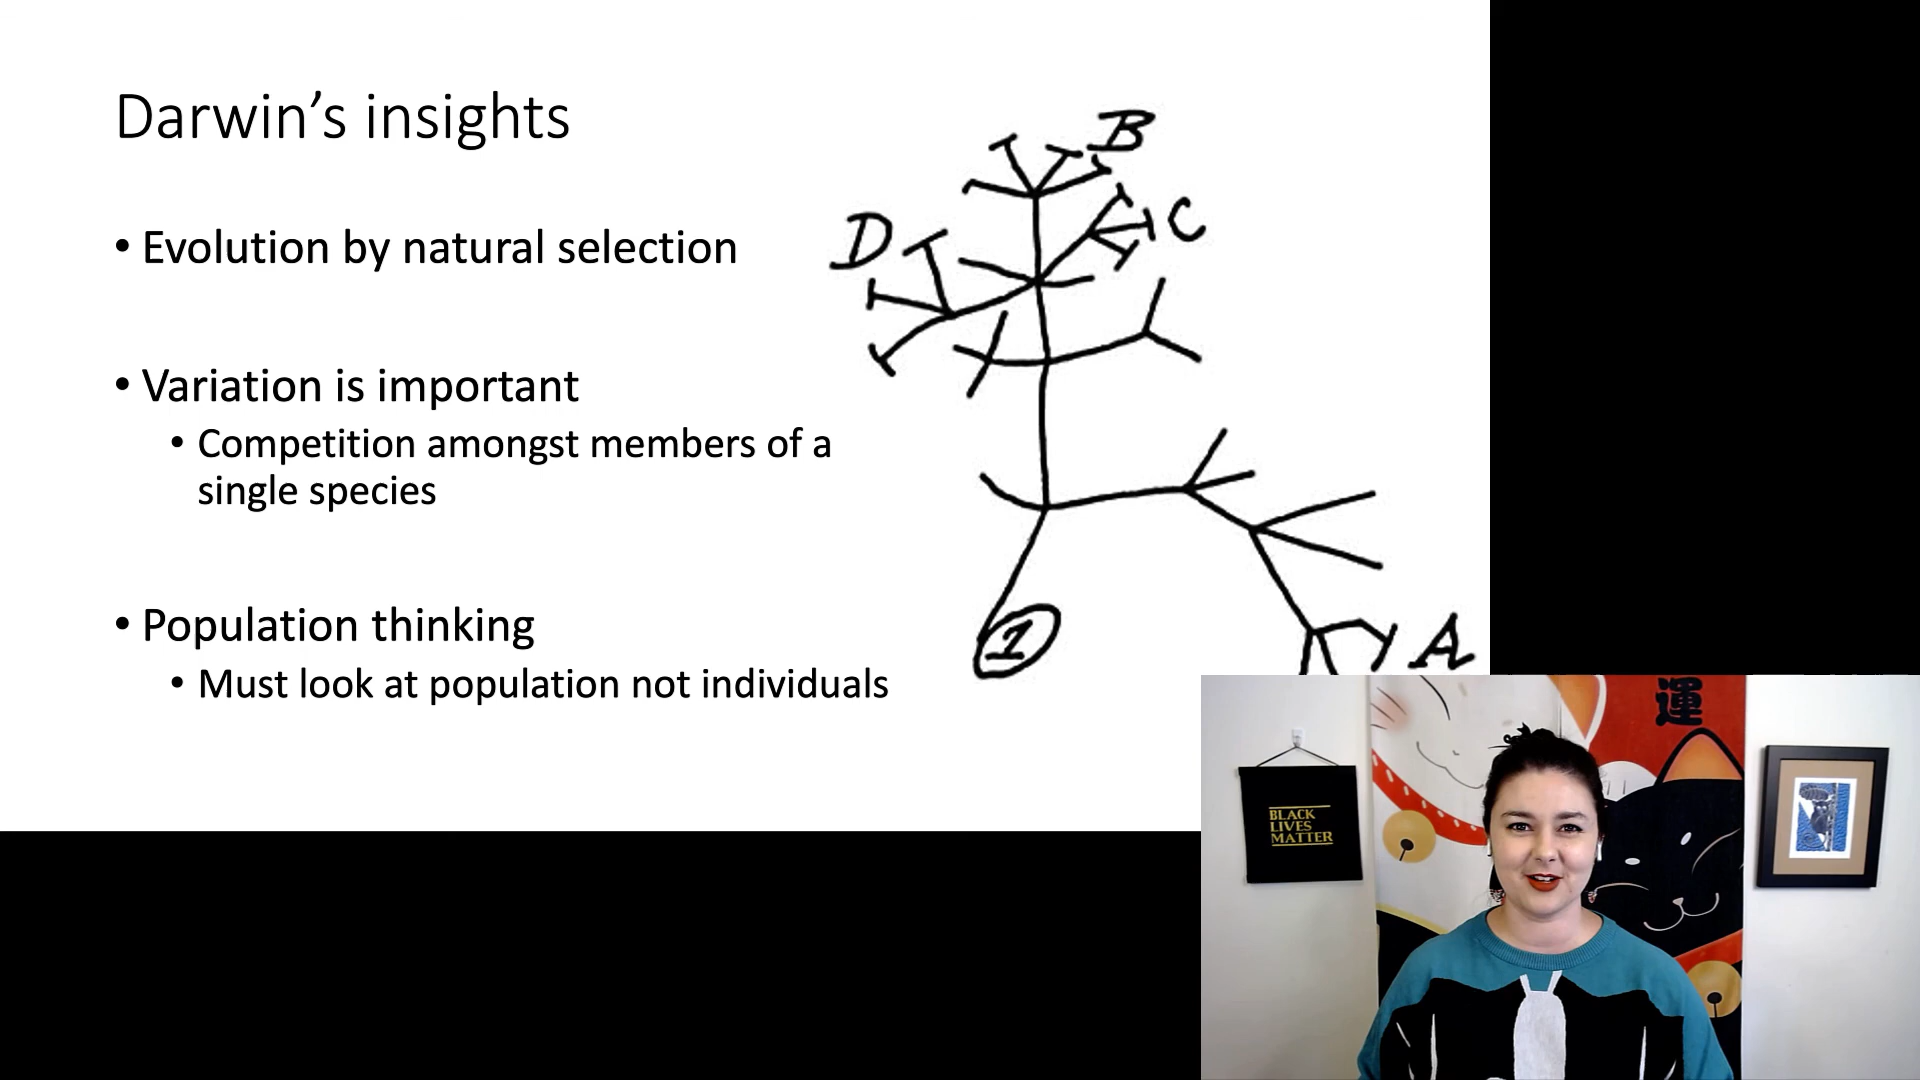 Darwin’s insights
• Evolution by natural selection
• Variation is important
• Competition amongst members of a
single species
• Population thinking
• Must look at population not individuals
B
C
D
A
1
運
BLACK
LIVES
MATTER